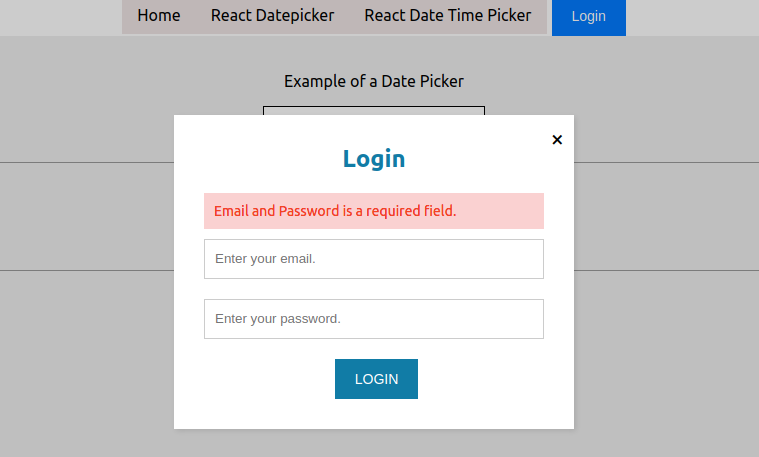 Home React Datepicker React Date Time Picker Login
Example of a Date Picker
×
Login
Email and Password is a required field.
Enter your email.
Enter your password.
LOGIN